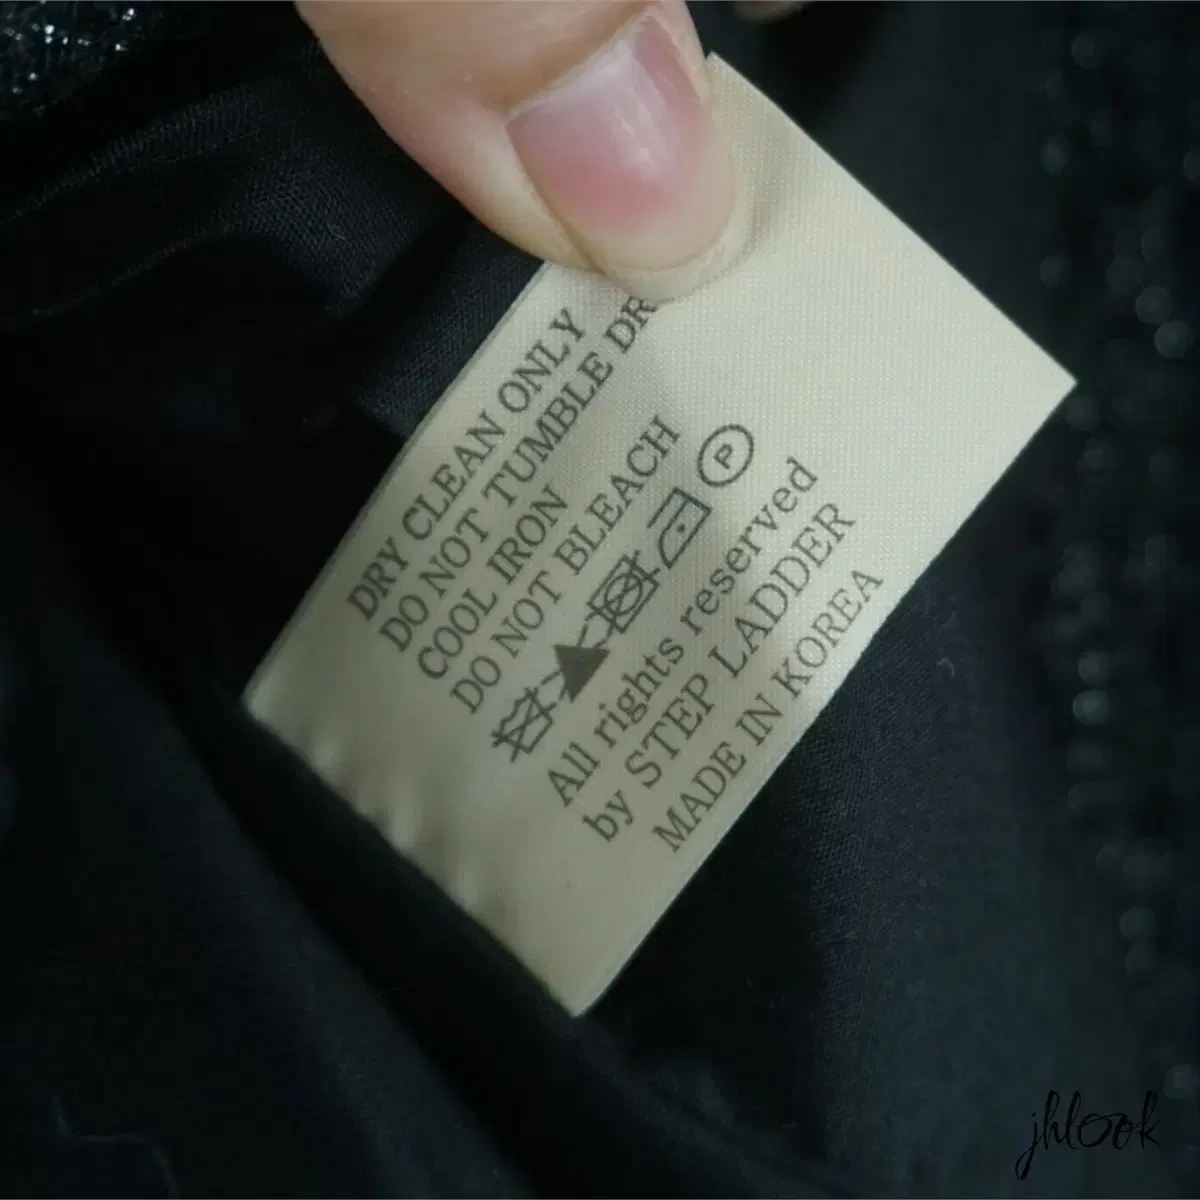 DRY CLEAN ONLY
DO NOT TUMBLE DR
COOL IRON
DO NOT BLEACH
P
All rights reserved
by STEP LADDER
MADE IN KOREA
jhlook